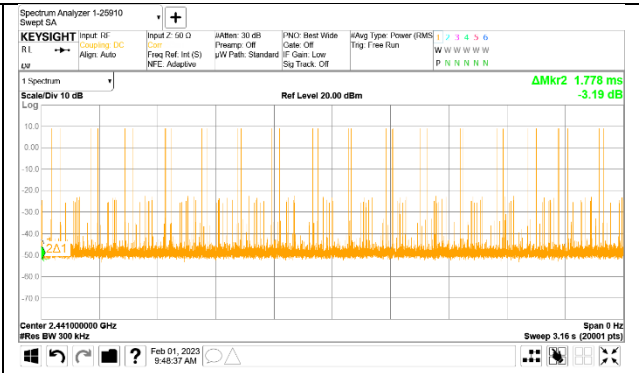 Spectrum Analyzer 1-25910
Swept SA
KEYSIGHT
RL
Input: RF
Coupling: DC
Align: Auto
Input Z: 50 Ω
Corr
Freq Ref: Int (S)
NFE: Adaptive
#Atten: 30 dB
Preamp: Off
µW Path: Standard
PNO: Best Wide
Gate: Off
IF Gain: Low
Sig Track: Off
#Avg Type: Power (RMS
Trig: Free Run
1 2 3 4 5 6
W W W W W W
P N N N N N
1 Spectrum
Scale/Div 10 dB
Ref Level 20.00 dBm
ΔMkr2 1.778 ms
-3.19 dB
Log
10.0
0.00
-10.0
-20.0
-30.0
-40.0
-50.0
2Δ1
-70.0
Center 2.441000000 GHz
#Res BW 300 kHz
Span 0 Hz
Sweep 3.16 s (20001 pts)
Feb 01, 2023
9:48:37 AM